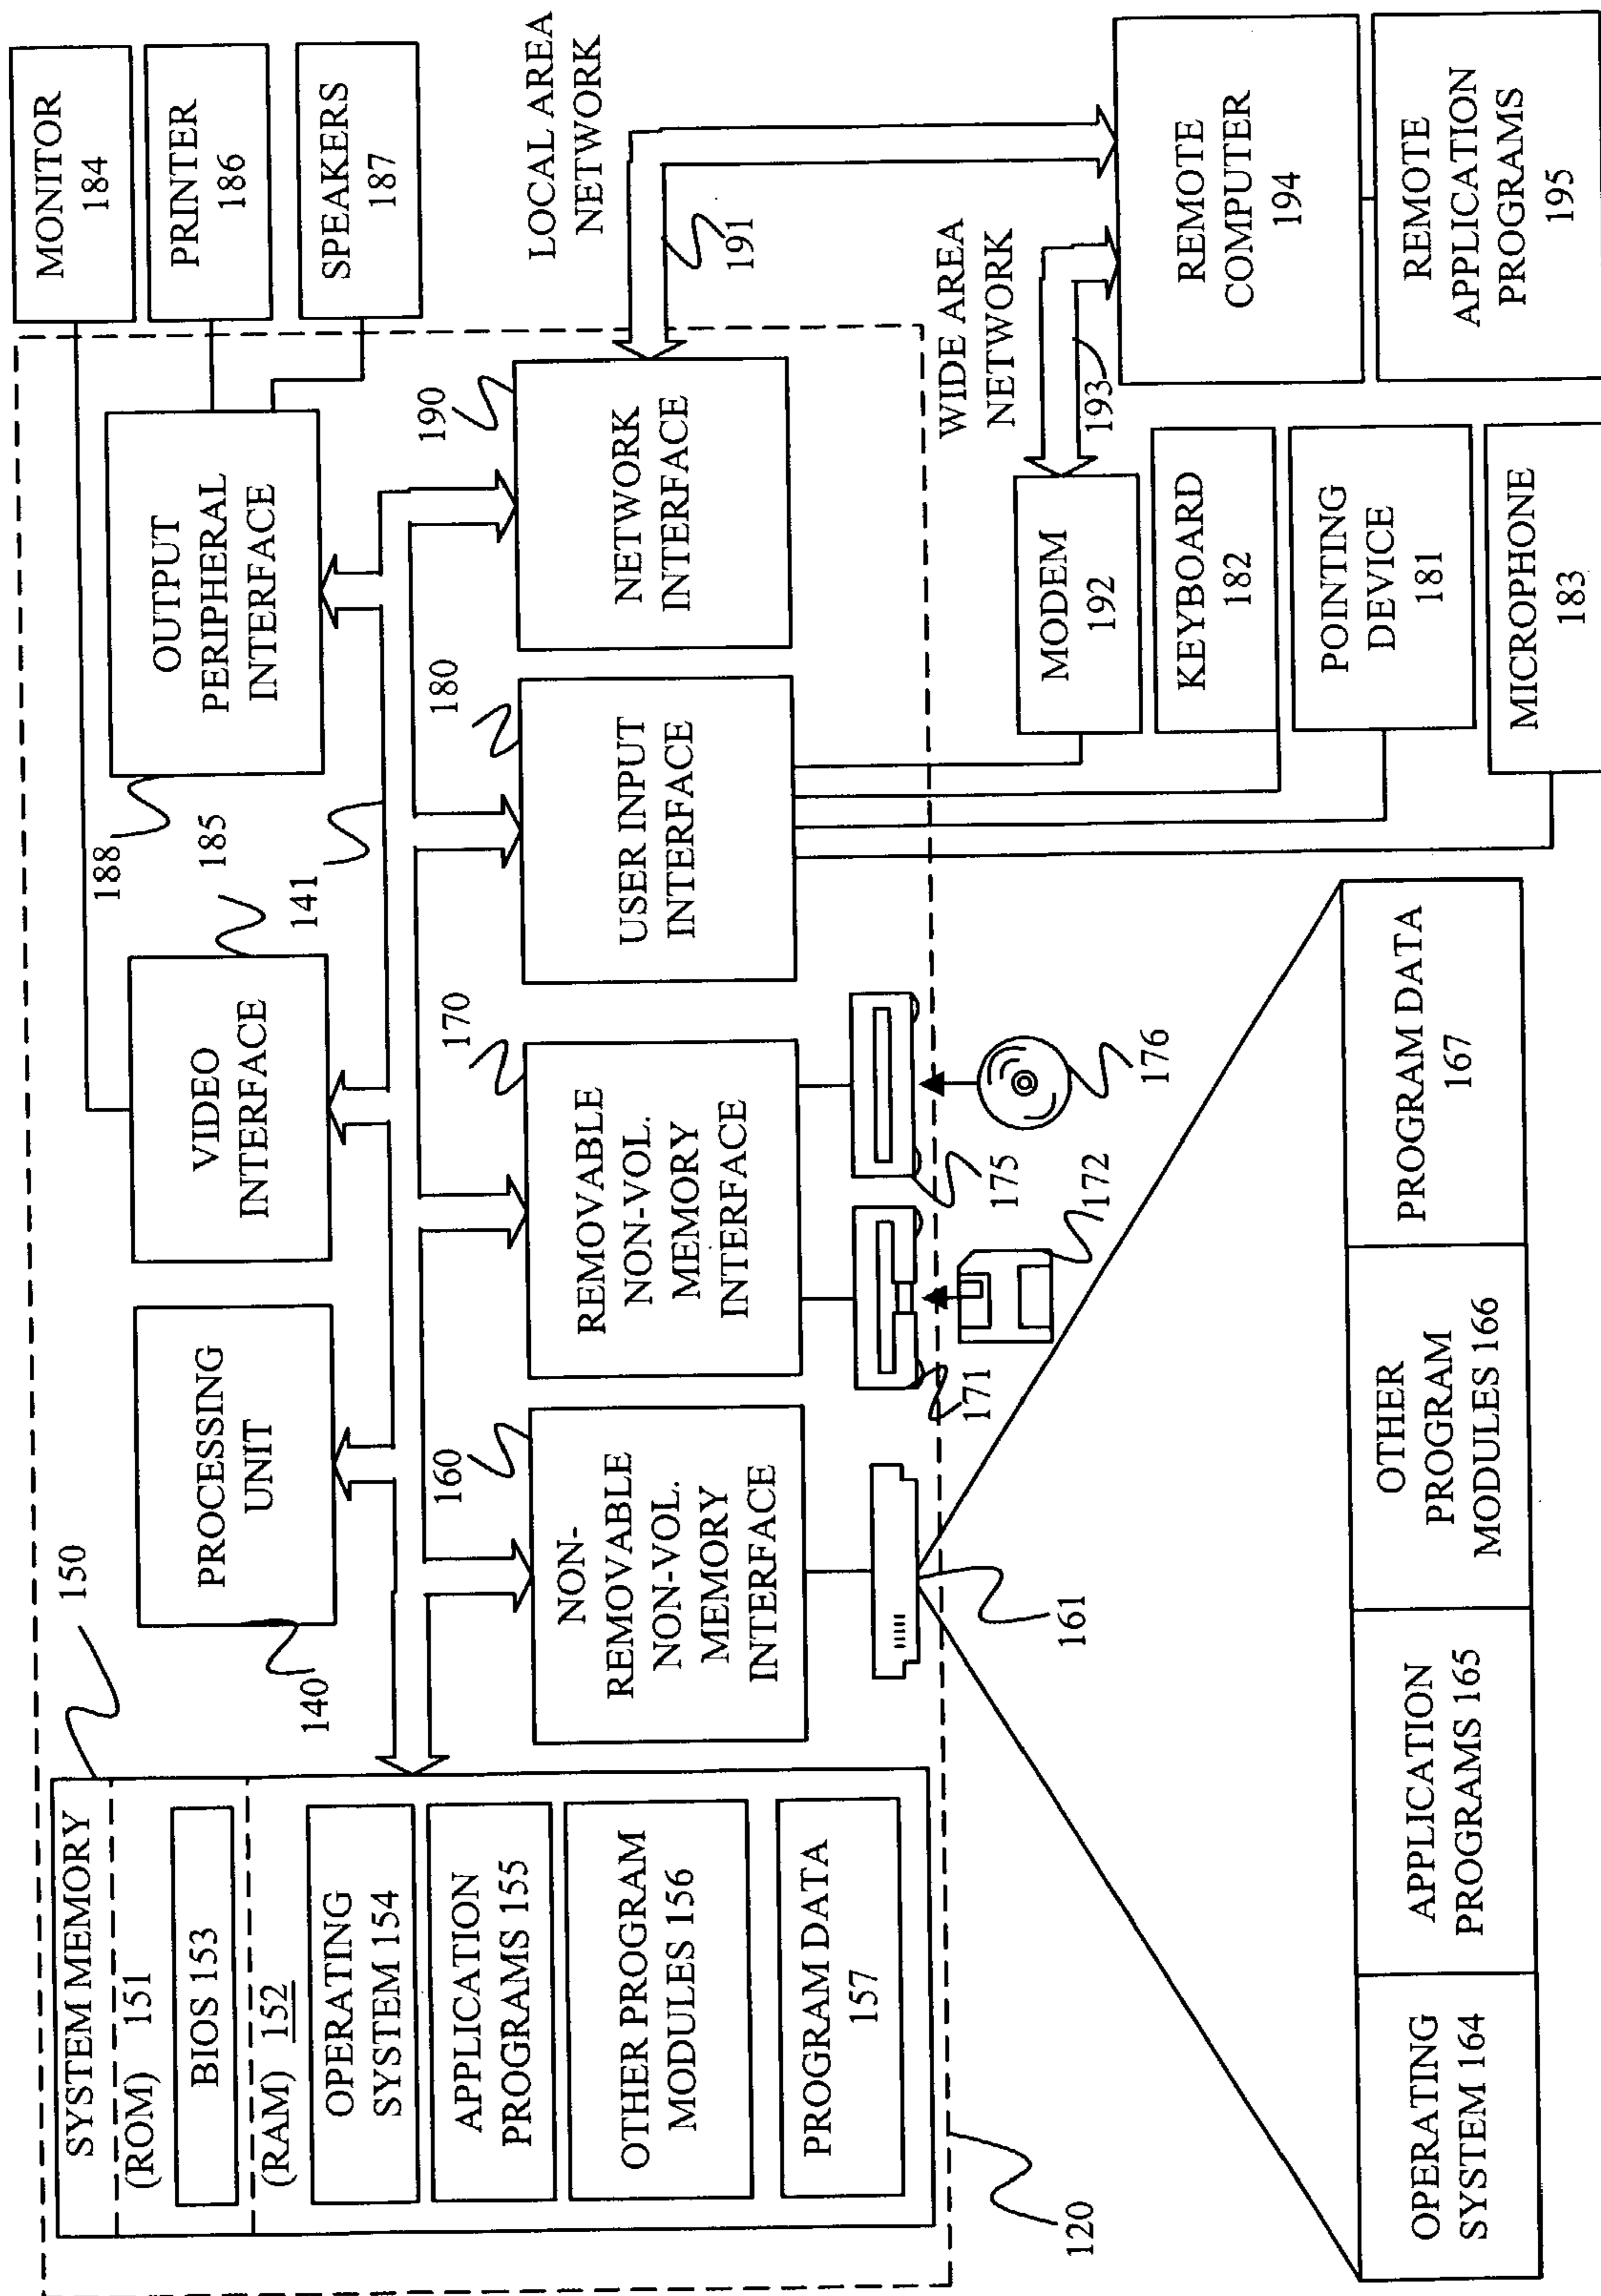 SYSTEM MEMORY
(ROM) 151
BIOS 153
(RAM) 152
OPERATING
SYSTEM 154
APPLICATION
PROGRAMS 155
OTHER PROGRAM
MODULES 156
PROGRAM DATA
157
150
120
PROCESSING
UNIT
140
VIDEO
INTERFACE
185
188
141
OUTPUT
PERIPHERAL
INTERFACE
MONITOR
184
PRINTER
186
SPEAKERS
187
160
NON-
REMOVABLE
NON-VOL.
MEMORY
INTERFACE
170
REMOVABLE
NON-VOL.
MEMORY
INTERFACE
180
USER INPUT
INTERFACE
190
NETWORK
INTERFACE
LOCAL AREA
NETWORK
191
161
171
175
172
176
WIDE AREA
NETWORK
193
MODEM
192
KEYBOARD
182
POINTING
DEVICE
181
MICROPHONE
183
REMOTE
COMPUTER
194
REMOTE
APPLICATION
PROGRAMS
195
OPERATING
SYSTEM 164
APPLICATION
PROGRAMS 165
OTHER
PROGRAM
MODULES 166
PROGRAM DATA
167